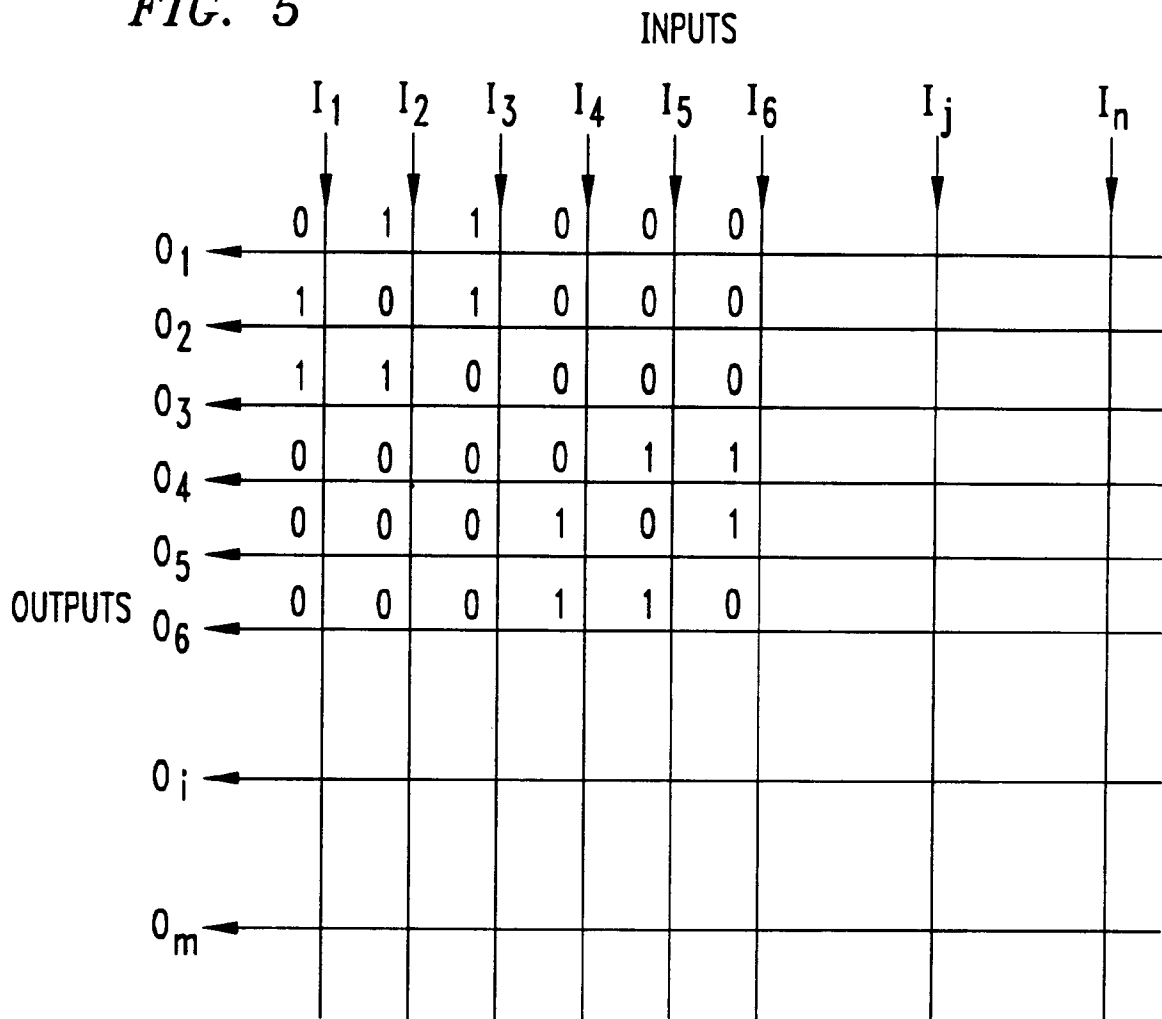 FIG. 5
INPUTS
I1 I2 I3 I4 I5 I6 Ij In
0 1 1 0 0 0
O1
1 0 1 0 0 0
O2
1 1 0 0 0 0
O3
0 0 0 0 1 1
O4
0 0 0 1 0 1
O5
0 0 0 1 1 0
OUTPUTS O6
Oi
Om